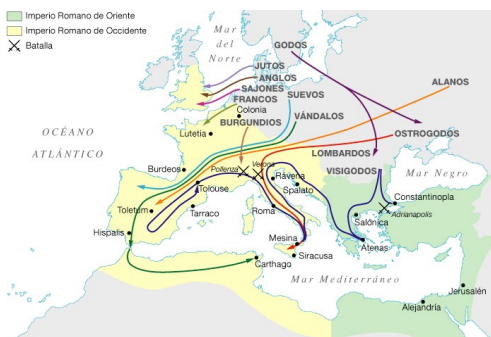 Imperio Romano de Oriente
Imperio Romano de Occidente
Batalla
Mar
del
Norte
GODOS
JUTOS
ANGLOS
SAJONES
SUEVOS
ALANOS
FRANCOS
Colonia
VÁNDALOS
BURGUNDIOS
OSTROGODOS
Lutetia
OCÉANO
ATLÁNTICO
LOMBARDOS
VISIGODOS
Mar Negro
Pollenza
Verona
Burdeos
Rávena
Tolouse
Spalato
Constantinopla
Adrianapolis
Toletum
Tarraco
Roma
Salónica
Hispalis
Mesina
Atenas
Carthago
Siracusa
Mar Mediterráneo
Jerusalén
Alejandría